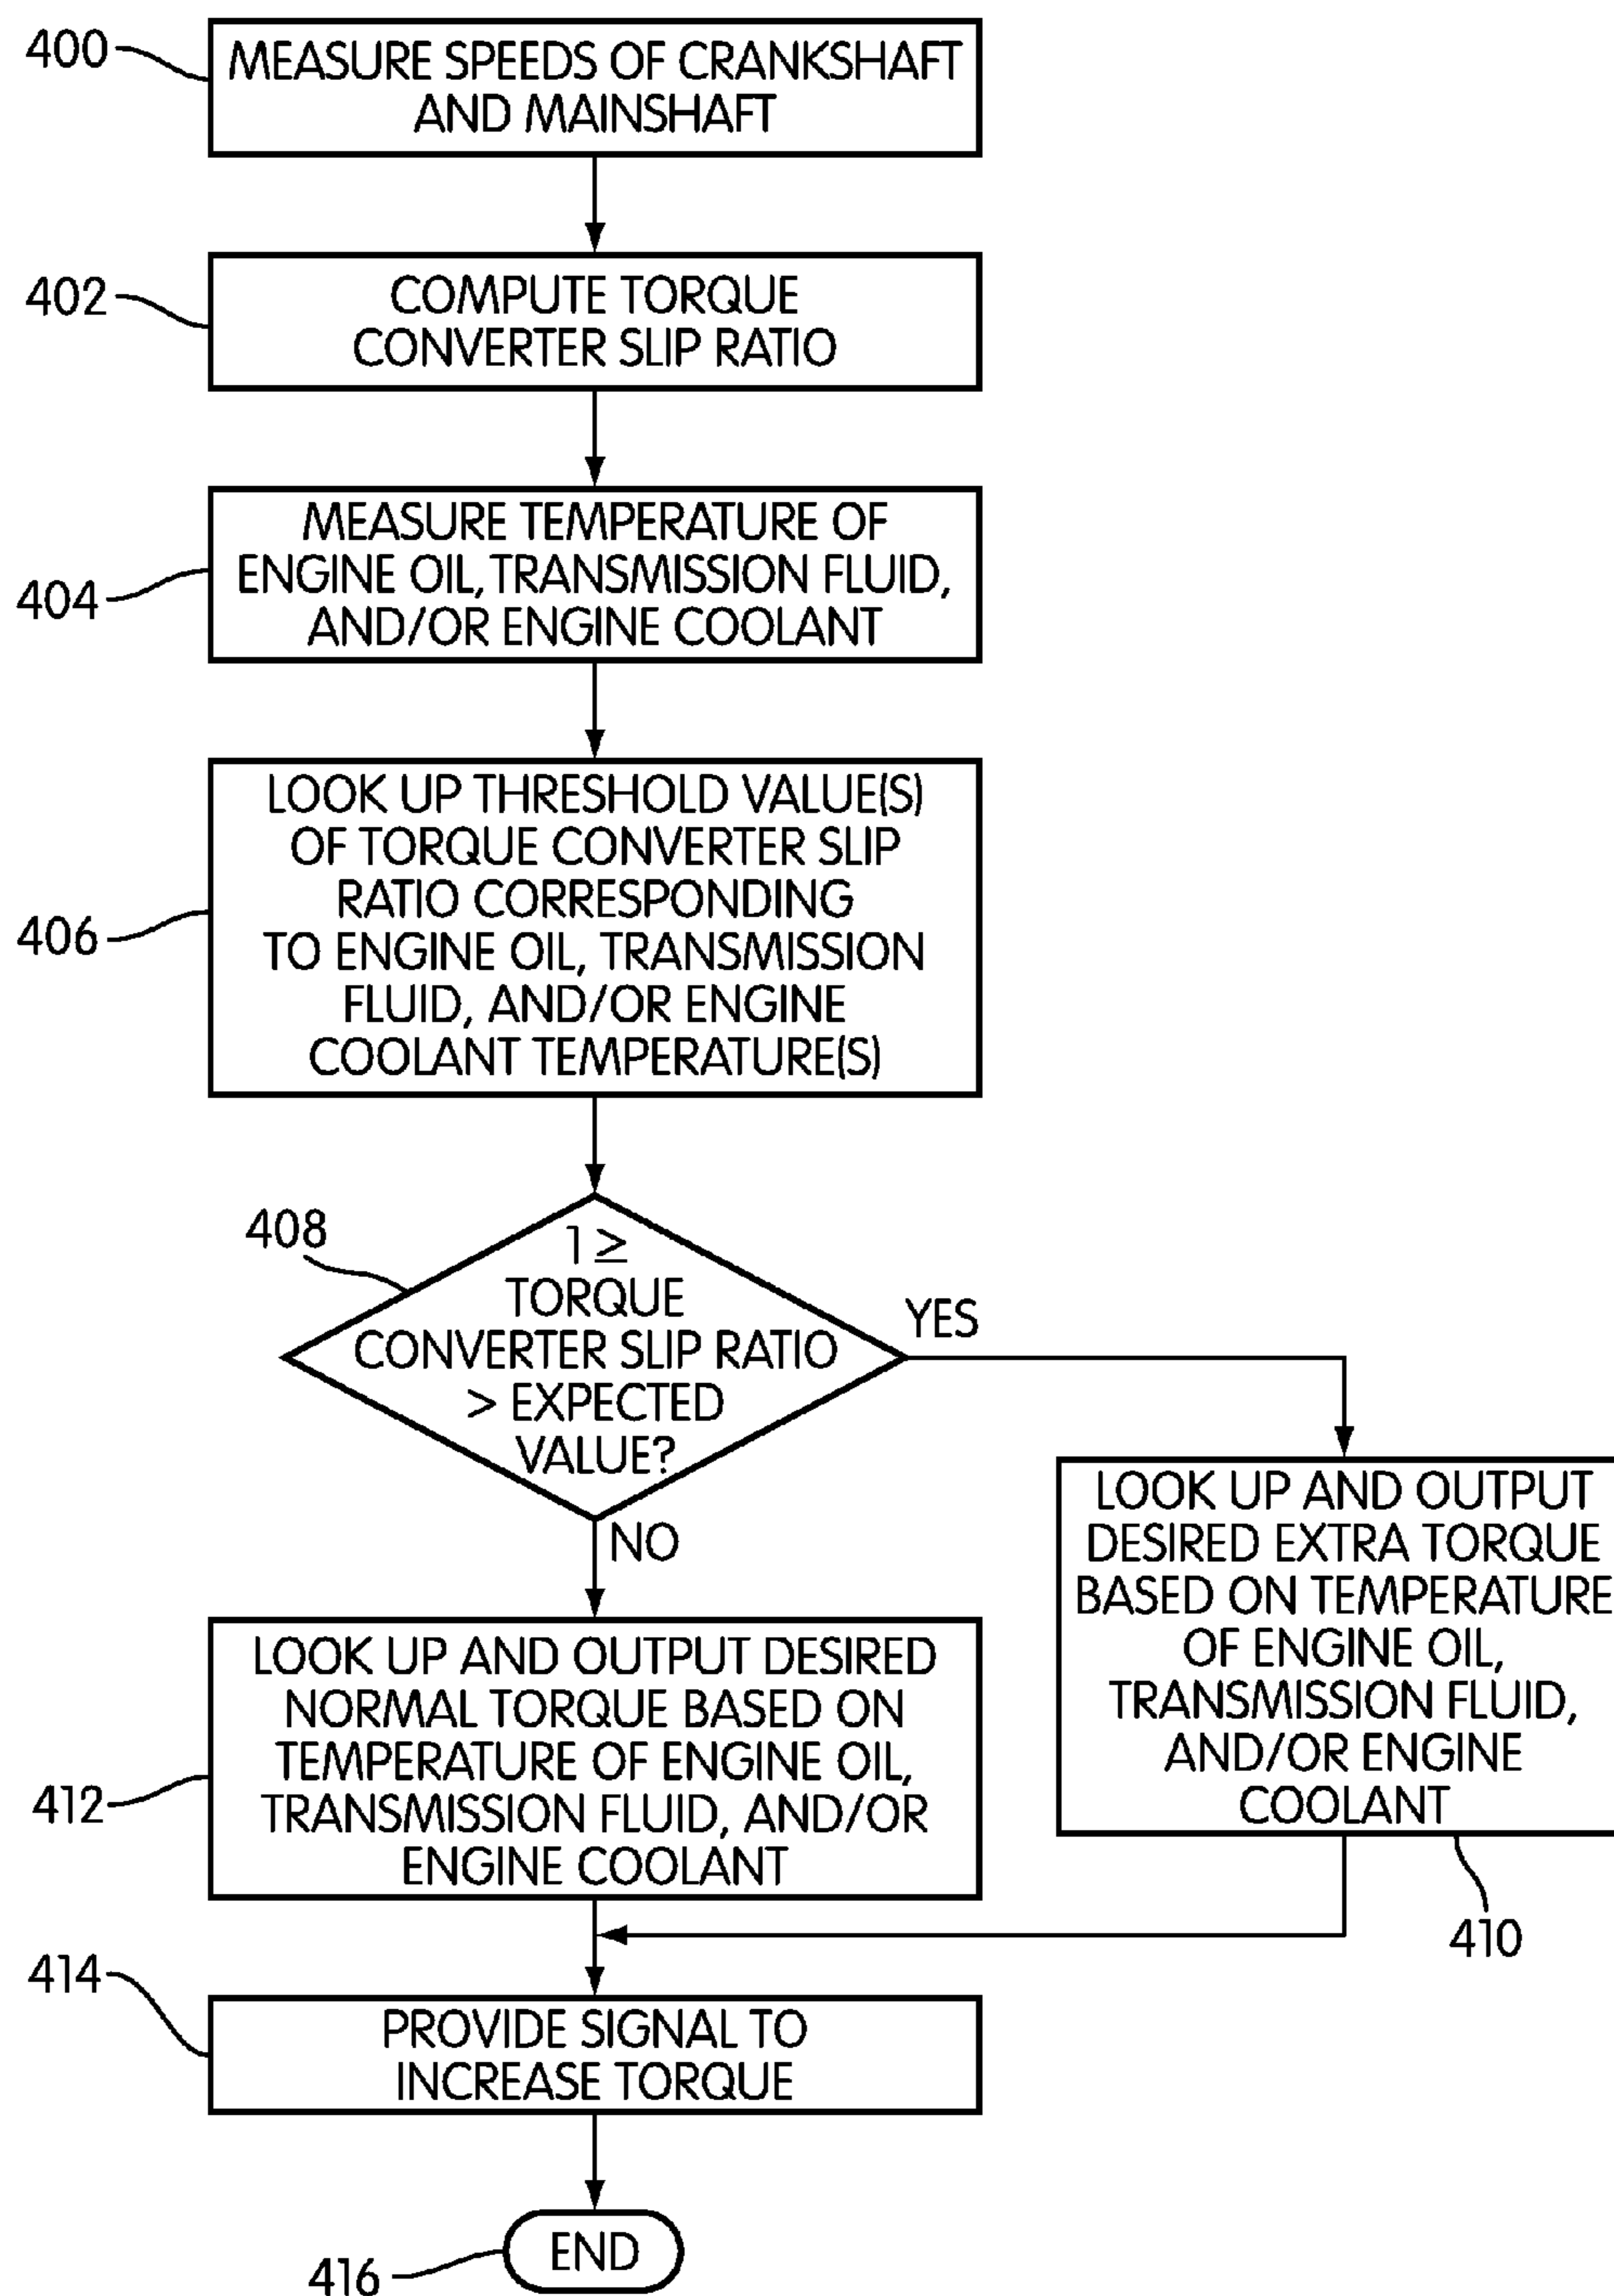 400
MEASURE SPEEDS OF CRANKSHAFT
AND MAINSHAFT
402
COMPUTE TORQUE
CONVERTER SLIP RATIO
404
MEASURE TEMPERATURE OF
ENGINE OIL, TRANSMISSION FLUID,
AND/OR ENGINE COOLANT
406
LOOK UP THRESHOLD VALUE(S)
OF TORQUE CONVERTER SLIP
RATIO CORRESPONDING
TO ENGINE OIL, TRANSMISSION
FLUID, AND/OR ENGINE
COOLANT TEMPERATURE(S)
408
1 ≥
TORQUE
CONVERTER SLIP RATIO
> EXPECTED
VALUE?
YES
NO
LOOK UP AND OUTPUT
DESIRED EXTRA TORQUE
BASED ON TEMPERATURE
OF ENGINE OIL,
TRANSMISSION FLUID,
AND/OR ENGINE
COOLANT
410
412
LOOK UP AND OUTPUT DESIRED
NORMAL TORQUE BASED ON
TEMPERATURE OF ENGINE OIL,
TRANSMISSION FLUID, AND/OR
ENGINE COOLANT
414
PROVIDE SIGNAL TO
INCREASE TORQUE
416
END